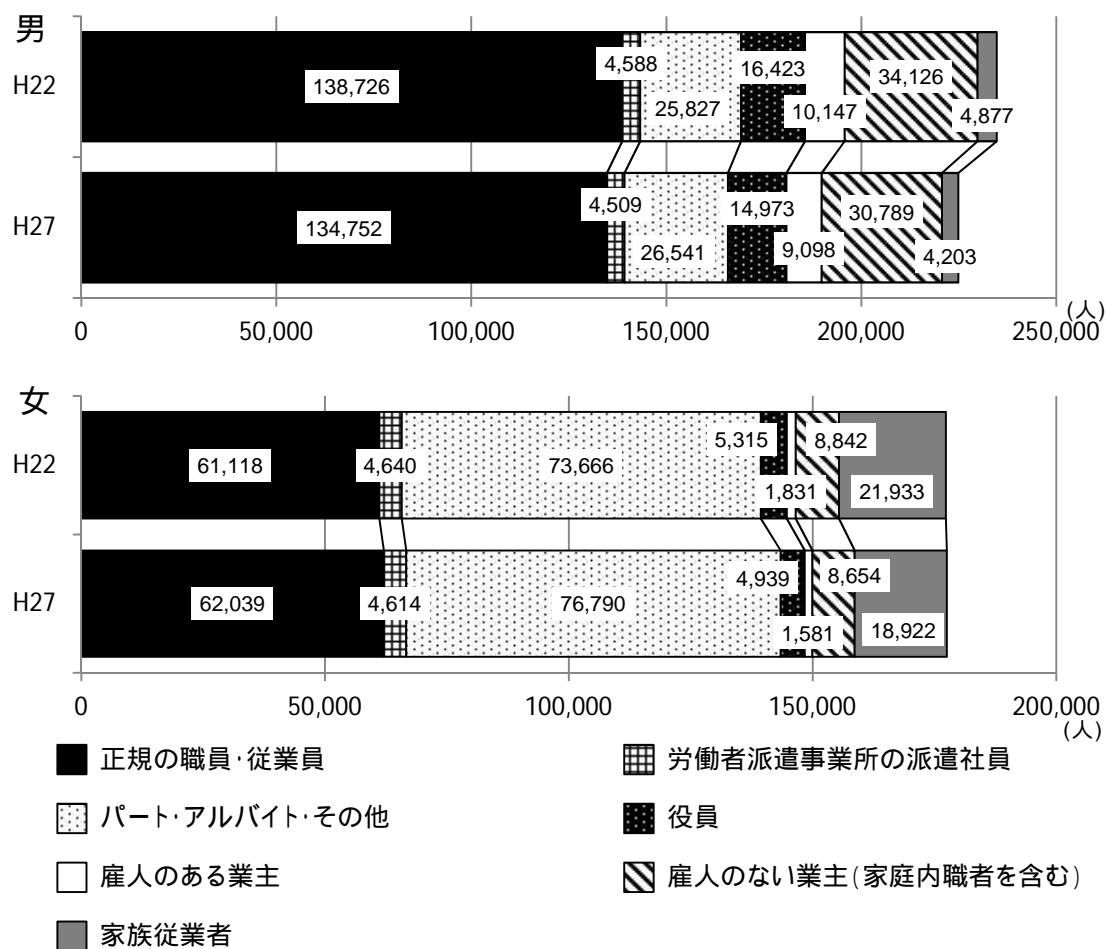 男
H22
138,726
4,588
25,827
16,423
10,147
34,126
4,877
H27
134,752
4,509
26,541
14,973
9,098
30,789
4,203
0 50,000 100,000 150,000 200,000 250,000
(人)
女
H22
61,118
4,640
73,666
5,315
1,831
8,842
21,933
H27
62,039
4,614
76,790
4,939
1,581
8,654
18,922
0 50,000 100,000 150,000 200,000
(人)
正規の職員・従業員
労働者派遣事業所の派遣社員
パート・アルバイト・その他
役員
雇人のある業主
雇人のない業主(家庭内職者を含む)
家族従業者